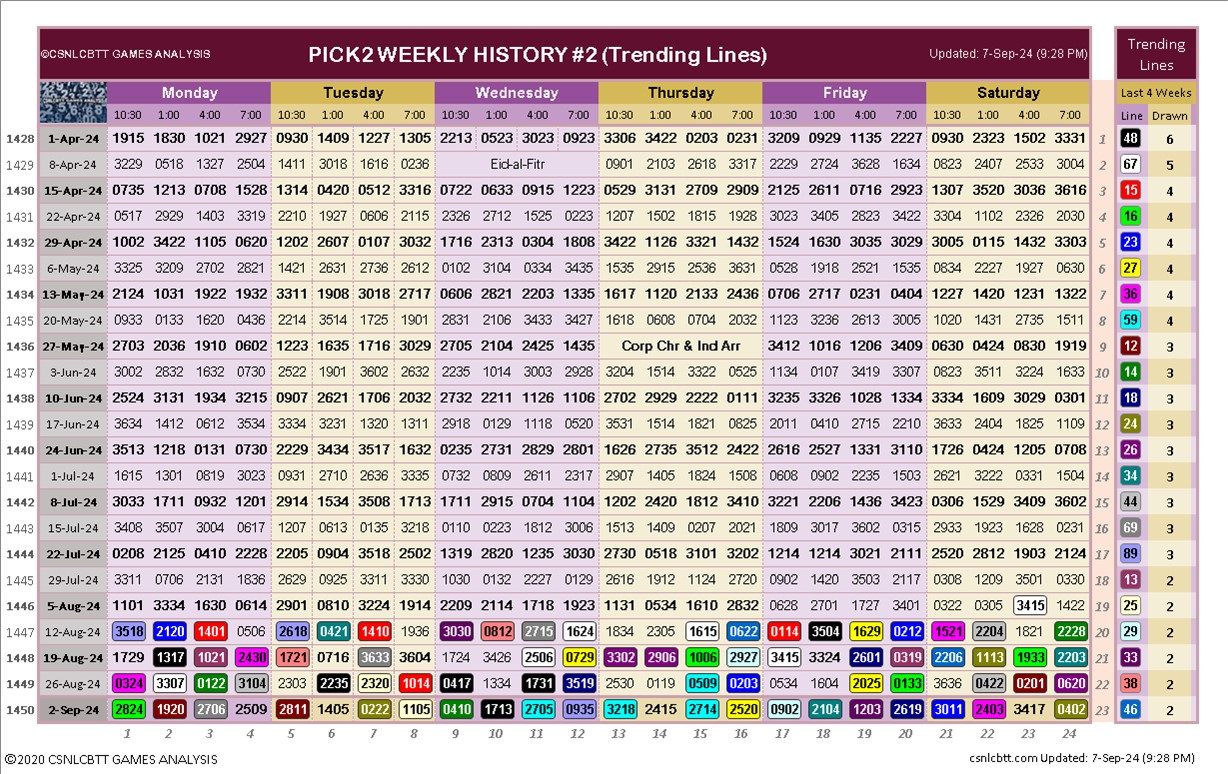 ©CSNLCBTT GAMES ANALYSIS PICK2 WEEKLY HISTORY #2 (Trending Lines) Updated: 7-Sep-24 (9:28 PM) Trending Lines
Monday Tuesday Wednesday Thursday Friday Saturday Last 4 Weeks
10:30 1:00 4:00 7:00 10:30 1:00 4:00 7:00 10:30 1:00 4:00 7:00 10:30 1:00 4:00 7:00 10:30 1:00 4:00 7:00 10:30 1:00 4:00 7:00 Line Drawn
1428 1-Apr-24 1915 1830 1021 2927 0930 1409 1227 1305 2213 0523 3023 0923 3306 3422 0203 0231 3209 0929 1135 2227 0930 2323 1502 3331 1 48 6
1429 8-Apr-24 3229 0518 1327 2504 1411 3018 1616 0236 Eid-al-Fitr 0901 2103 2618 3317 2229 2724 3628 1634 0823 2407 2533 3004 2 67 5
1430 15-Apr-24 0735 1213 0708 1528 1314 0420 0512 3316 0722 0633 0915 1223 0529 3131 2709 2909 2125 2611 0716 2923 1307 3520 3036 3616 3 15 4
1431 22-Apr-24 0517 2929 1403 3319 2210 1927 0606 2115 2326 2712 1525 0223 1207 1502 1815 1928 3023 3405 2823 3422 3304 1102 2326 2030 4 16 4
1432 29-Apr-24 1002 3422 1105 0620 1202 2607 0107 3032 1716 2313 0304 1808 3422 1126 3321 1432 1524 1630 3035 3029 3005 0115 1432 3303 5 23 4
1433 6-May-24 3325 3209 2702 2821 1421 2631 2736 2612 0102 3104 0334 3435 1535 2915 2536 3631 0528 1918 2521 1535 0834 2227 1927 0630 6 27 4
1434 13-May-24 2124 1031 1922 1932 3311 1908 3018 2711 0606 2821 2203 1335 1617 1120 2133 2436 0706 2717 0231 0404 1227 1420 1231 1322 7 36 4
1435 20-May-24 0933 0133 1620 0436 2214 3514 1725 1901 2831 2106 3433 3427 1618 0608 0704 2032 1123 3236 2613 3005 1020 1431 2735 1511 8 59 4
1436 27-May-24 2703 2036 1910 0602 1223 1635 1716 3023 2705 2104 2425 1435 Corp Chr & Ind Arr 3412 1016 1206 3409 0630 0424 0830 1919 9 12 3
1437 3-Jun-24 3002 2832 1632 0730 2522 1901 3602 2632 2235 1014 3003 2928 3204 1514 3322 0525 1134 0107 3419 3307 0823 3511 3224 1633 10 14 3
1438 10-Jun-24 2524 3131 1934 3215 0907 2621 1706 2032 2732 2211 1126 1106 2702 2929 2222 0111 3235 3326 1028 1334 3334 1609 3029 0301 11 18 3
1439 17-Jun-24 3634 1412 0612 3534 3334 3231 1320 1311 2918 0129 1118 0520 3531 1514 1821 0825 2011 0410 2715 2210 3633 2404 1825 1109 12 24 3
1440 24-Jun-24 3513 1218 0131 0730 2229 3434 3517 1632 0235 2731 2829 2801 1626 2735 3512 2422 2616 2527 1331 3110 1726 0424 1205 0708 13 26 3
1441 1-Jul-24 1615 1301 0819 3023 0931 2710 2636 3335 0732 0809 2611 2317 2907 1405 1824 1508 0608 0902 2235 1503 2621 3222 0331 1504 14 34 3
1442 8-Jul-24 3033 1711 0932 1201 2914 1534 3508 1713 1711 2915 0704 1104 1202 2420 1812 3410 3221 2206 1436 3423 0306 1529 3409 3602 15 44 3
1443 15-Jul-24 3408 3507 3004 0617 1207 0613 0135 3218 0110 0223 1812 3006 1513 1409 0207 2021 1809 3017 3602 0315 2933 1923 1628 0231 16 69 3
1444 22-Jul-24 0208 2125 0410 2228 2205 0904 3518 2502 1319 2820 1235 3030 2730 0518 3101 3202 1214 1214 3021 2111 2520 2812 1903 2124 17 89 3
1445 29-Jul-24 3311 0706 2131 1836 2629 0925 3311 3330 1030 0132 2227 0129 2616 1912 1124 2720 0902 1420 3503 2117 0308 1209 3501 0330 18 13 2
1446 5-Aug-24 1101 3334 1630 0614 2901 0810 3224 1914 2209 2114 1718 1923 1131 0534 1610 2832 0628 2701 1727 3401 0322 0305 3415 1422 19 25 2
1447 12-Aug-24 3518 2120 1401 0706 2618 0421 1410 1936 3030 0812 2715 1624 1834 2305 1615 0622 0114 3504 1629 0212 1521 2204 1821 2228 20 29 2
1448 19-Aug-24 1729 1317 1021 2430 1721 0716 3633 3604 1724 3426 2506 0729 3302 2906 1006 2927 3415 3324 2601 0319 2206 1113 1933 2203 21 33 2
1449 26-Aug-24 0324 3307 0122 3104 2303 2235 2320 1014 0417 1334 1731 3519 2530 0119 0509 0203 0534 1604 2025 0133 3636 0422 0201 0620 22 38 2
1450 2-Sep-24 2824 1920 2706 2509 2811 1405 0222 1105 0410 1713 2705 0935 3218 2415 2714 2520 0902 2104 1203 2619 3011 2403 3417 0402 23 46 2
1 2 3 4 5 6 7 8 9 10 11 12 13 14 15 16 17 18 19 20 21 22 23 24
©2020 CSNLCBTT GAMES ANALYSIS csnlcbtt.com Updated: 7-Sep-24 (9:28 PM)